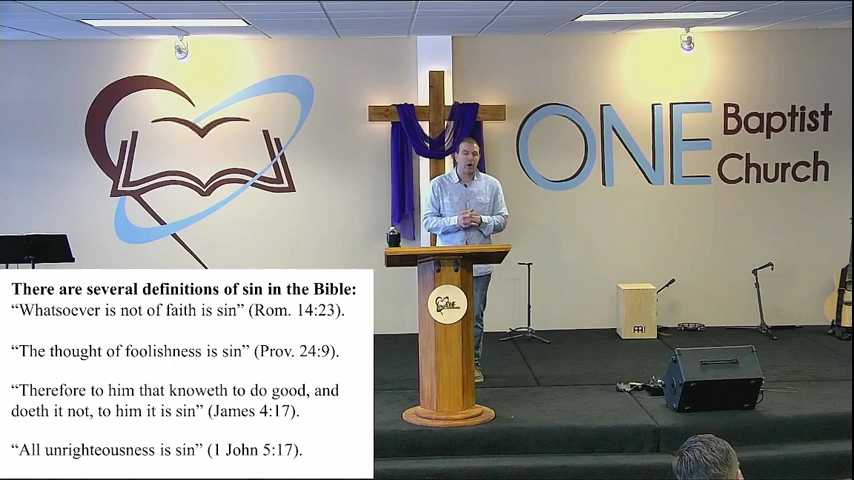 ONE Baptist
Church
There are several definitions of sin in the Bible:
“Whatsoever is not of faith is sin” (Rom. 14:23).
“The thought of foolishness is sin” (Prov. 24:9).
“Therefore to him that knoweth to do good, and
doeth it not, to him it is sin” (James 4:17).
“All unrighteousness is sin” (1 John 5:17).
ONE
MEINL